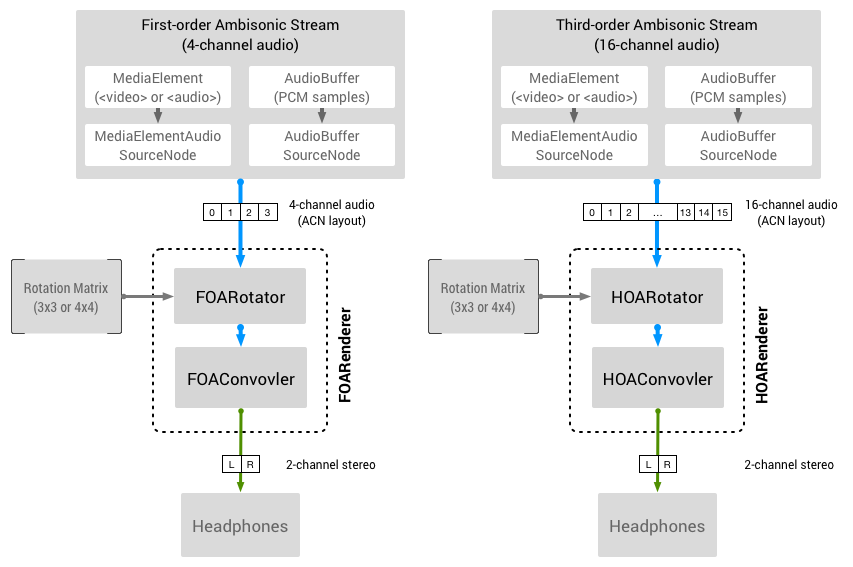 First-order Ambisonic Stream
(4-channel audio)
MediaElement
(<video> or <audio>)
AudioBuffer
(PCM samples)
MediaElementAudio
SourceNode
AudioBuffer
SourceNode
0 1 2 3
4-channel audio
(ACN layout)
Rotation Matrix
(3x3 or 4x4)
FOARotator
FOAConvovler
FOARenderer
L R
2-channel stereo
Headphones
Third-order Ambisonic Stream
(16-channel audio)
MediaElement
(<video> or <audio>)
AudioBuffer
(PCM samples)
MediaElementAudio
SourceNode
AudioBuffer
SourceNode
0 1 2 ... 13 14 15
16-channel audio
(ACN layout)
Rotation Matrix
(3x3 or 4x4)
HOARotator
HOAConvovler
HOARenderer
L R
2-channel stereo
Headphones